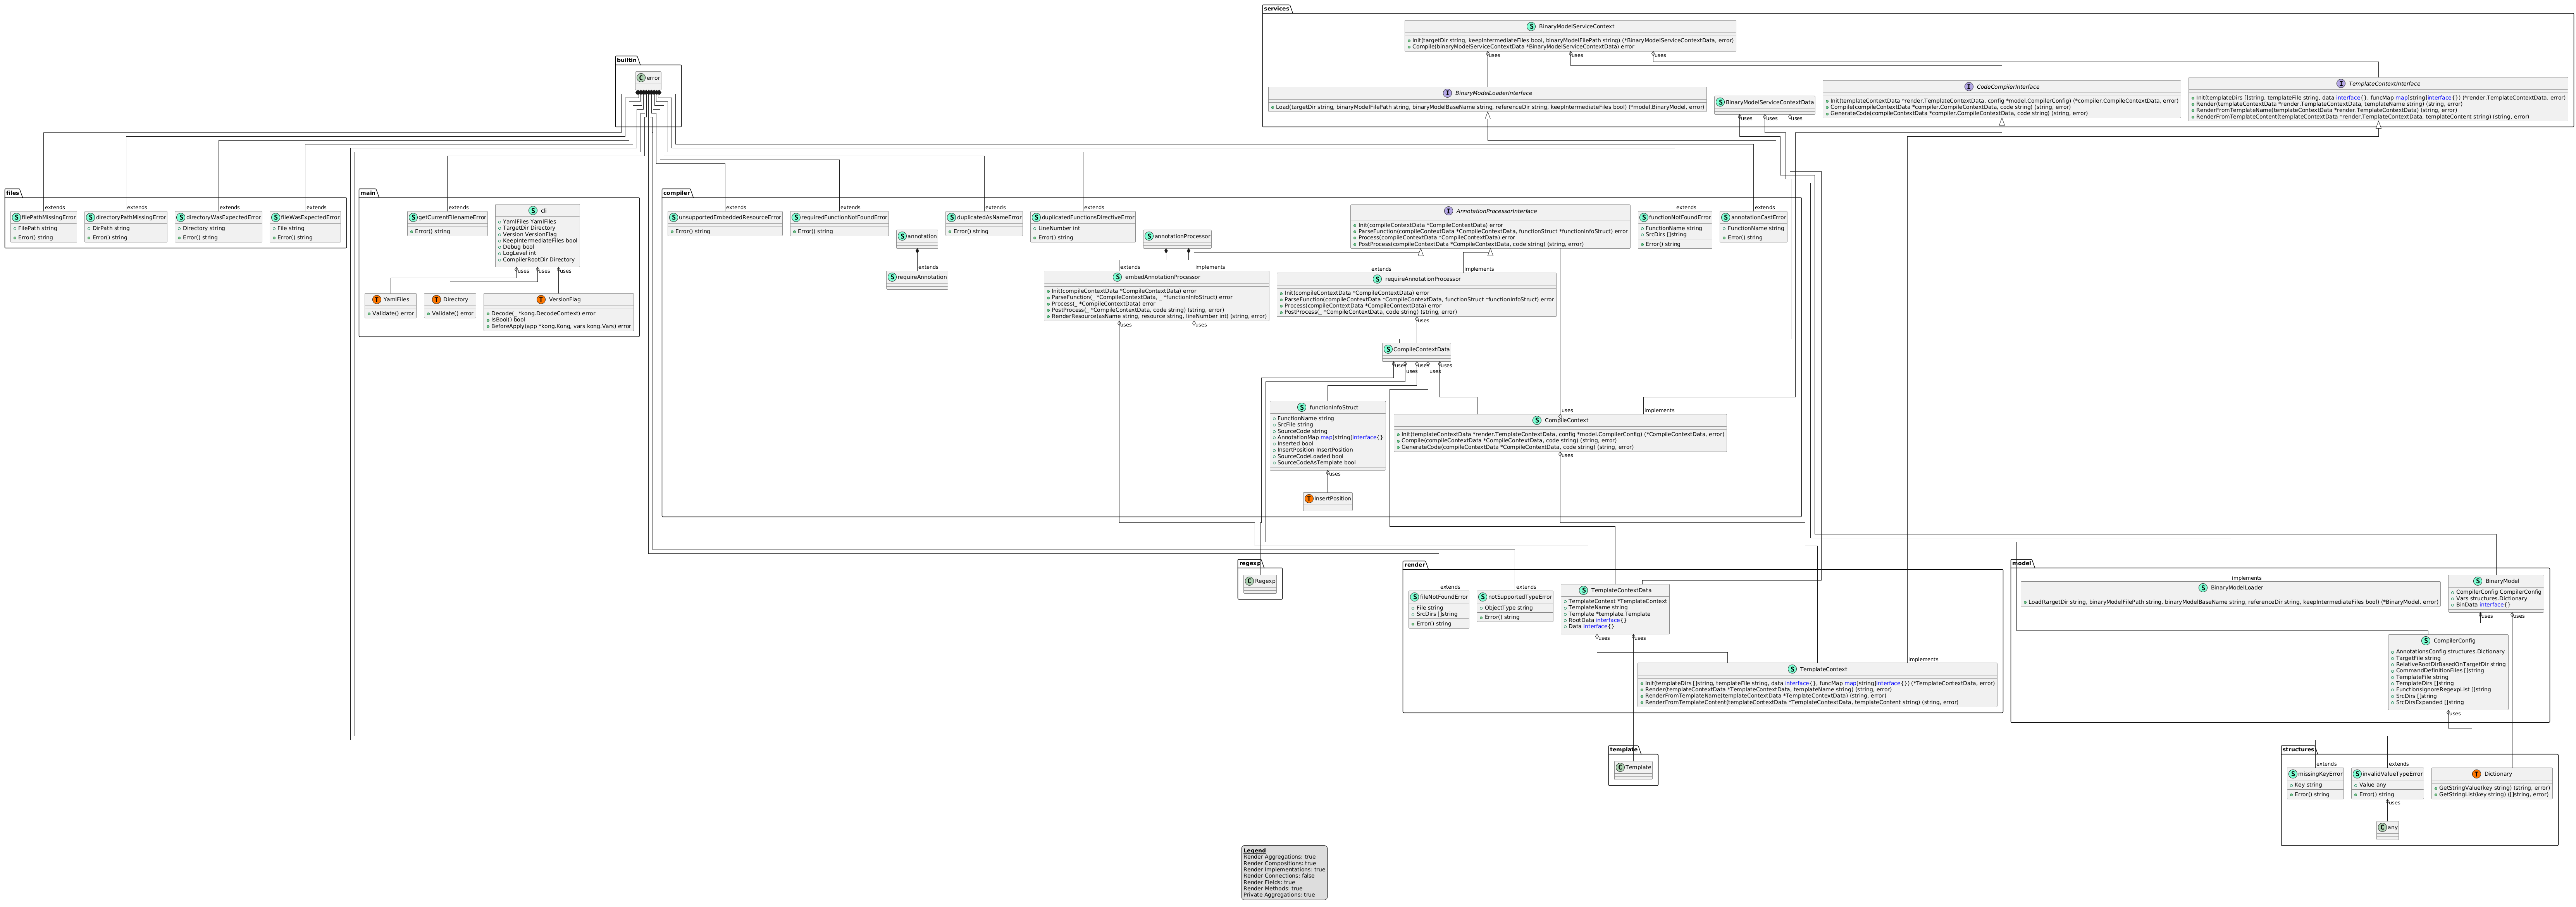 services
BinaryModelServiceContext
Init(targetDir string, keepIntermediateFiles bool, binaryModelFilePath string) (*BinaryModelServiceContextData, error)
Compile(binaryModelServiceContextData *BinaryModelServiceContextData) error
uses
uses
uses
BinaryModelLoaderInterface
Load(targetDir string, binaryModelFilePath string, binaryModelBaseName string, referenceDir string, keepIntermediateFiles bool) (*model.BinaryModel, error)
BinaryModelServiceContextData
uses
uses
uses
CodeCompilerInterface
Init(templateContextData *render.TemplateContextData, config *model.CompilerConfig) (*compiler.CompileContextData, error)
Compile(compileContextData *compiler.CompileContextData, code string) (string, error)
GenerateCode(compileContextData *compiler.CompileContextData, code string) (string, error)
TemplateContextInterface
Init(templateDirs []string, templateFile string, data interface{}, funcMap map[string]interface{}) (*render.TemplateContextData, error)
Render(templateContextData *render.TemplateContextData, templateName string) (string, error)
RenderFromTemplateName(templateContextData *render.TemplateContextData) (string, error)
RenderFromTemplateContent(templateContextData *render.TemplateContextData, templateContent string) (string, error)
builtin
error
files
extends
filePathMissingError
FilePath string
Error() string
extends
directoryPathMissingError
DirPath string
Error() string
extends
directoryWasExpectedError
Directory string
Error() string
extends
fileWasExpectedError
File string
Error() string
main
extends
getCurrentFilenameError
Error() string
cli
YamlFiles YamlFiles
TargetDir Directory
Version VersionFlag
KeepIntermediateFiles bool
Debug bool
LogLevel int
CompilerRootDir Directory
uses
uses
uses
YamlFiles
Validate() error
Directory
Validate() error
VersionFlag
Decode(_ *kong.DecodeContext) error
IsBool() bool
BeforeApply(app *kong.Kong, vars kong.Vars) error
compiler
extends
unsupportedEmbeddedResourceError
Error() string
extends
requiredFunctionNotFoundError
Error() string
annotation
extends
requireAnnotation
extends
duplicatedAsNameError
Error() string
extends
duplicatedFunctionsDirectiveError
LineNumber int
Error() string
annotationProcessor
AnnotationProcessorInterface
Init(compileContextData *CompileContextData) error
ParseFunction(compileContextData *CompileContextData, functionStruct *functionInfoStruct) error
Process(compileContextData *CompileContextData) error
PostProcess(compileContextData *CompileContextData, code string) (string, error)
extends
functionNotFoundError
FunctionName string
SrcDirs []string
Error() string
extends
annotationCastError
FunctionName string
Error() string
extends
implements
embedAnnotationProcessor
Init(compileContextData *CompileContextData) error
ParseFunction(_ *CompileContextData, _ *functionInfoStruct) error
Process(_ *CompileContextData) error
PostProcess(_ *CompileContextData, code string) (string, error)
RenderResource(asName string, resource string, lineNumber int) (string, error)
uses
uses
extends
implements
requireAnnotationProcessor
Init(compileContextData *CompileContextData) error
ParseFunction(compileContextData *CompileContextData, functionStruct *functionInfoStruct) error
Process(compileContextData *CompileContextData) error
PostProcess(_ *CompileContextData, code string) (string, error)
uses
CompileContextData
uses
uses
uses
uses
uses
functionInfoStruct
FunctionName string
SrcFile string
SourceCode string
AnnotationMap map[string]interface{}
Inserted bool
InsertPosition InsertPosition
SourceCodeLoaded bool
SourceCodeAsTemplate bool
uses
InsertPosition
uses
implements
CompileContext
Init(templateContextData *render.TemplateContextData, config *model.CompilerConfig) (*CompileContextData, error)
Compile(compileContextData *CompileContextData, code string) (string, error)
GenerateCode(compileContextData *CompileContextData, code string) (string, error)
uses
regexp
Regexp
render
extends
fileNotFoundError
File string
SrcDirs []string
Error() string
extends
notSupportedTypeError
ObjectType string
Error() string
TemplateContextData
TemplateContext *TemplateContext
TemplateName string
Template *template.Template
RootData interface{}
Data interface{}
uses
uses
implements
TemplateContext
Init(templateDirs []string, templateFile string, data interface{}, funcMap map[string]interface{}) (*TemplateContextData, error)
Render(templateContextData *TemplateContextData, templateName string) (string, error)
RenderFromTemplateName(templateContextData *TemplateContextData) (string, error)
RenderFromTemplateContent(templateContextData *TemplateContextData, templateContent string) (string, error)
model
implements
BinaryModelLoader
Load(targetDir string, binaryModelFilePath string, binaryModelBaseName string, referenceDir string, keepIntermediateFiles bool) (*BinaryModel, error)
BinaryModel
CompilerConfig CompilerConfig
Vars structures.Dictionary
BinData interface{}
uses
uses
CompilerConfig
AnnotationsConfig structures.Dictionary
TargetFile string
RelativeRootDirBasedOnTargetDir string
CommandDefinitionFiles []string
TemplateFile string
TemplateDirs []string
FunctionsIgnoreRegexpList []string
SrcDirs []string
SrcDirsExpanded []string
uses
template
Template
structures
extends
missingKeyError
Key string
Error() string
extends
invalidValueTypeError
Value any
Error() string
uses
any
Dictionary
GetStringValue(key string) (string, error)
GetStringList(key string) ([]string, error)
Legend
Render Aggregations: true
Render Compositions: true
Render Implementations: true
Render Connections: false
Render Fields: true
Render Methods: true
Private Aggregations: true